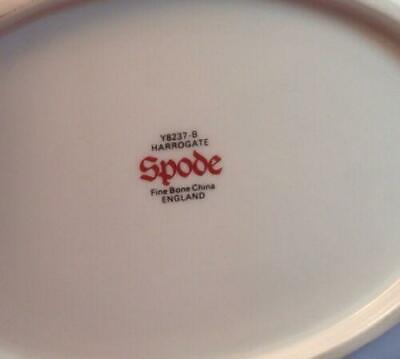 Y8237-B
HARROGATE
Spode
Fine Bone China
ENGLAND